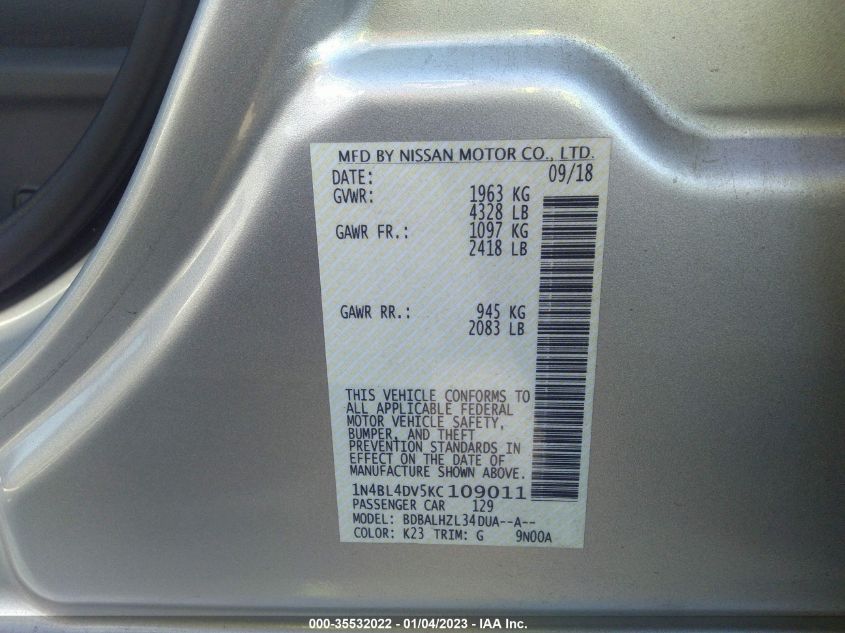 MFD BY NISSAN MOTOR CO., LTD.
DATE: 09/18
GVWR: 1963 KG
4328 LB
GAWR FR.: 1097 KG
2418 LB
GAWR RR.: 945 KG
2083 LB
THIS VEHICLE CONFORMS TO
ALL APPLICABLE FEDERAL
MOTOR VEHICLE SAFETY,
BUMPER, AND THEFT
PREVENTION STANDARDS IN
EFFECT ON THE DATE OF
MANUFACTURE SHOWN ABOVE.
1N4BL4DV5KC 109011
PASSENGER CAR 129
MODEL: BDBALHZL34DUA--A--
COLOR: K23 TRIM: G 9N00A
000-35532022 - 01/04/2023 - IAA Inc.